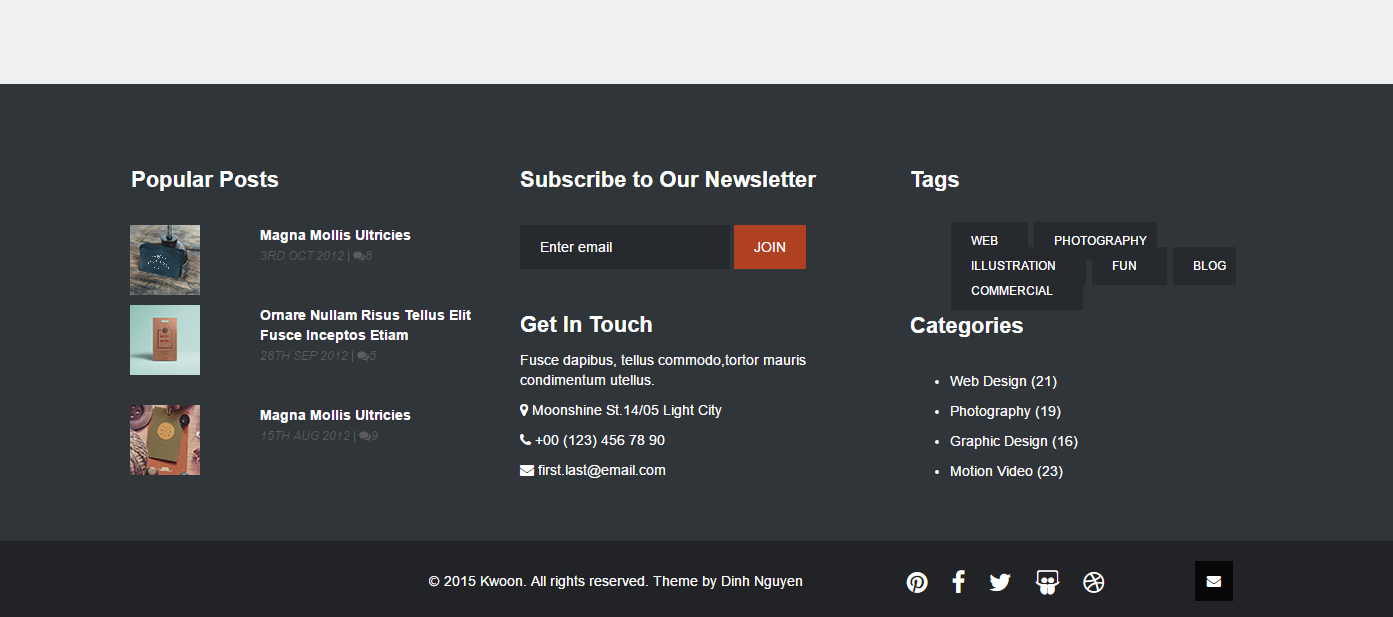 Popular Posts
Magna Mollis Ultricies
3RD OCT 2012 | 8
Ornare Nullam Risus Tellus Elit
Fusce Inceptos Etiam
28TH SEP 2012 | 5
Magna Mollis Ultricies
15TH AUG 2012 | 9
Subscribe to Our Newsletter
Enter email JOIN
Get In Touch
Fusce dapibus, tellus commodo,tortor mauris
condimentum utellus.
Moonshine St.14/05 Light City
+00 (123) 456 78 90
first.last@email.com
Tags
WEB PHOTOGRAPHY
ILLUSTRATION FUN BLOG
COMMERCIAL
Categories
• Web Design (21)
• Photography (19)
• Graphic Design (16)
• Motion Video (23)
© 2015 Kwoon. All rights reserved. Theme by Dinh Nguyen